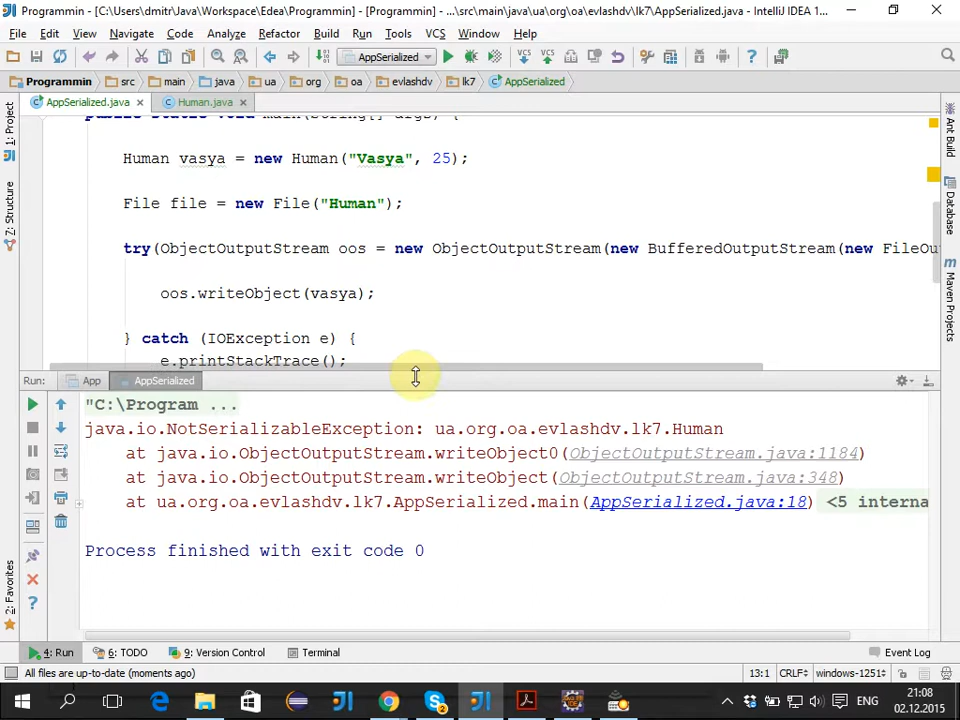 Programmin - [C:\Users\dmitr\Java\Workspace\Edea\Programmin] - [Programmin] - ...\src\main\java\ua\org\oa\evlashdv\lk7\AppSerialized.java - IntelliJ IDEA 1...
File Edit View Navigate Code Analyze Refactor Build Run Tools VCS Window Help
AppSerialized VCS VCS
Programmin src main java ua org oa evlashdv lk7 AppSerialized
AppSerialized.java Human.java
public static void main(String[] args) {
Human vasya = new Human("Vasya", 25);
File file = new File("Human");
try(ObjectOutputStream oos = new ObjectOutputStream(new BufferedOutputStream(new FileOu
oos.writeObject(vasya);
} catch (IOException e) {
e.printStackTrace();
1: Project
7: Structure
2: Favorites
Ant Build
Database
Maven Projects
Run: App AppSerialized
"C:\Program ...
java.io.NotSerializableException: ua.org.oa.evlashdv.lk7.Human
at java.io.ObjectOutputStream.writeObject0(ObjectOutputStream.java:1184)
at java.io.ObjectOutputStream.writeObject(ObjectOutputStream.java:348)
at ua.org.oa.evlashdv.lk7.AppSerialized.main(AppSerialized.java:18) <5 interna
Process finished with exit code 0
4: Run 6: TODO 9: Version Control Terminal Event Log
All files are up-to-date (moments ago) 13:1 CRLF windows-1251
ENG 21:08
02.12.2015